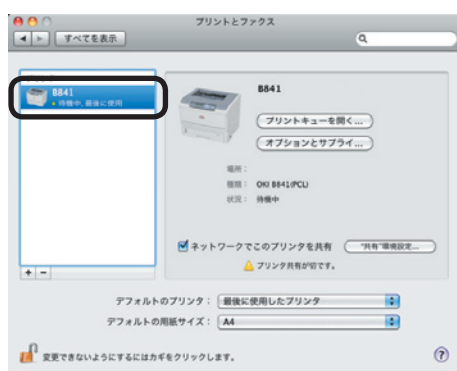 プリントとファクス
すべてを表示
B841
待機中、最後に使用
B841
プリントキューを開く...
オプションとサプライ...
場所：
種類： OKI B841(PCL)
状況： 待機中
ネットワークでこのプリンタを共有
"共有"環境設定...
プリンタ共有が切です。
+ -
デフォルトのプリンタ： 最後に使用したプリンタ
デフォルトの用紙サイズ： A4
変更できないようにするにはカギをクリックします。
?